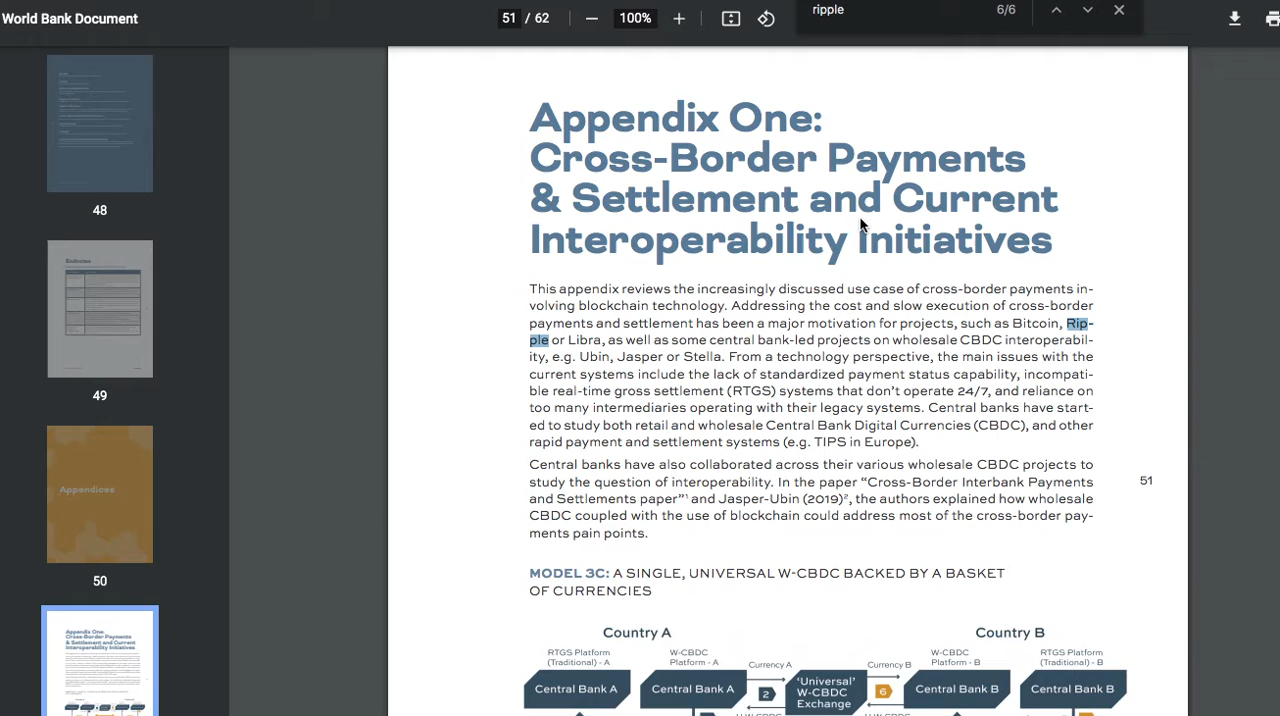 World Bank Document
51 / 62
100%
ripple
6/6
48
Endnotes
49
Appendices
50
Appendix One:
Cross-Border Payments
& Settlement and Current
Interoperability Initiatives
Appendix One:
Cross-Border Payments
& Settlement and Current
Interoperability Initiatives
This appendix reviews the increasingly discussed use case of cross-border payments in-
volving blockchain technology. Addressing the cost and slow execution of cross-border
payments and settlement has been a major motivation for projects, such as Bitcoin, Rip-
ple or Libra, as well as some central bank-led projects on wholesale CBDC interoperabil-
ity, e.g. Ubin, Jasper or Stella. From a technology perspective, the main issues with the
current systems include the lack of standardized payment status capability, incompati-
ble real-time gross settlement (RTGS) systems that don't operate 24/7, and reliance on
too many intermediaries operating with their legacy systems. Central banks have start-
ed to study both retail and wholesale Central Bank Digital Currencies (CBDC), and other
rapid payment and settlement systems (e.g. TIPS in Europe).
Central banks have also collaborated across their various wholesale CBDC projects to
study the question of interoperability. In the paper “Cross-Border Interbank Payments
and Settlements paper”¹ and Jasper-Ubin (2019)², the authors explained how wholesale
CBDC coupled with the use of blockchain could address most of the cross-border pay-
ments pain points.
51
MODEL 3C: A SINGLE, UNIVERSAL W-CBDC BACKED BY A BASKET
OF CURRENCIES
Country A
Country B
RTGS Platform
(Traditional) - A
W-CBDC
Platform - A
Currency A
Currency B
W-CBDC
Platform - B
RTGS Platform
(Traditional) - B
Central Bank A
Central Bank A
2
'Universal'
W-CBDC
Exchange
6
Central Bank B
Central Bank B